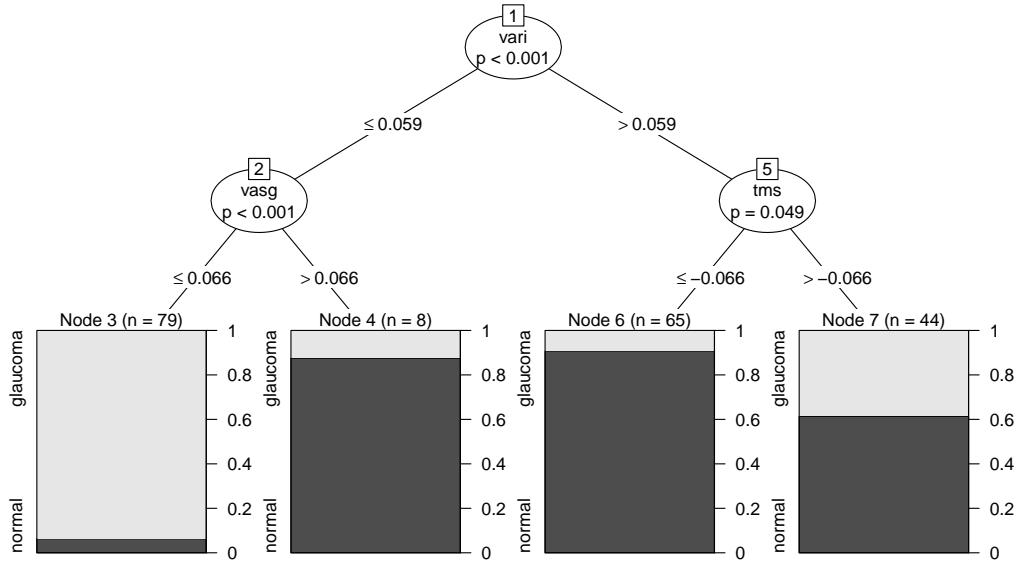 1
vari
p < 0.001
≤ 0.059
> 0.059
2
vasg
p < 0.001
≤ 0.066
> 0.066
5
tms
p = 0.049
≤ −0.066
> −0.066
Node 3 (n = 79)
glaucoma
normal
1
0.8
0.6
0.4
0.2
0
Node 4 (n = 8)
glaucoma
normal
1
0.8
0.6
0.4
0.2
0
Node 6 (n = 65)
glaucoma
normal
1
0.8
0.6
0.4
0.2
0
Node 7 (n = 44)
glaucoma
normal
1
0.8
0.6
0.4
0.2
0